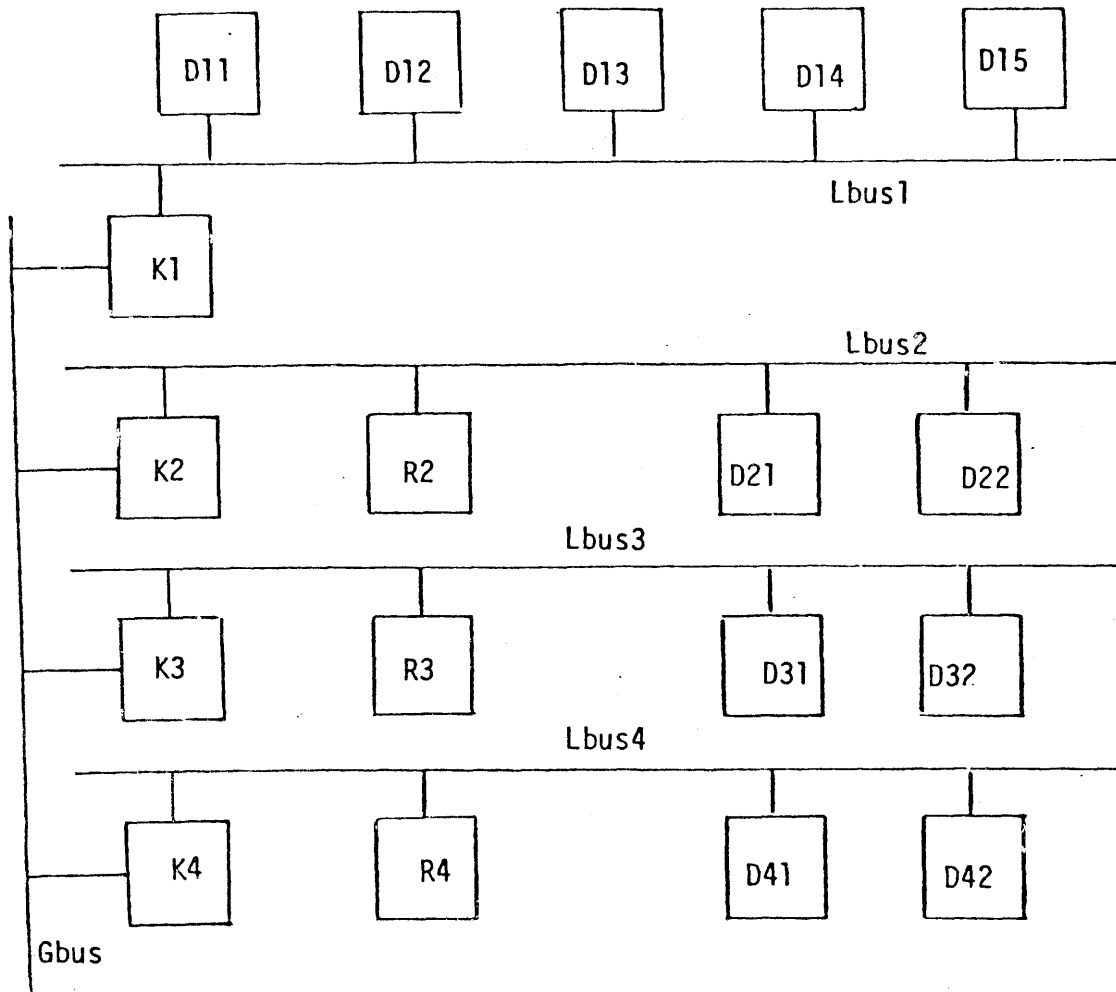 D11 D12 D13 D14 D15
Lbus1
K1
Lbus2
K2 R2 D21 D22
Lbus3
K3 R3 D31 D32
Lbus4
K4 R4 D41 D42
Gbus